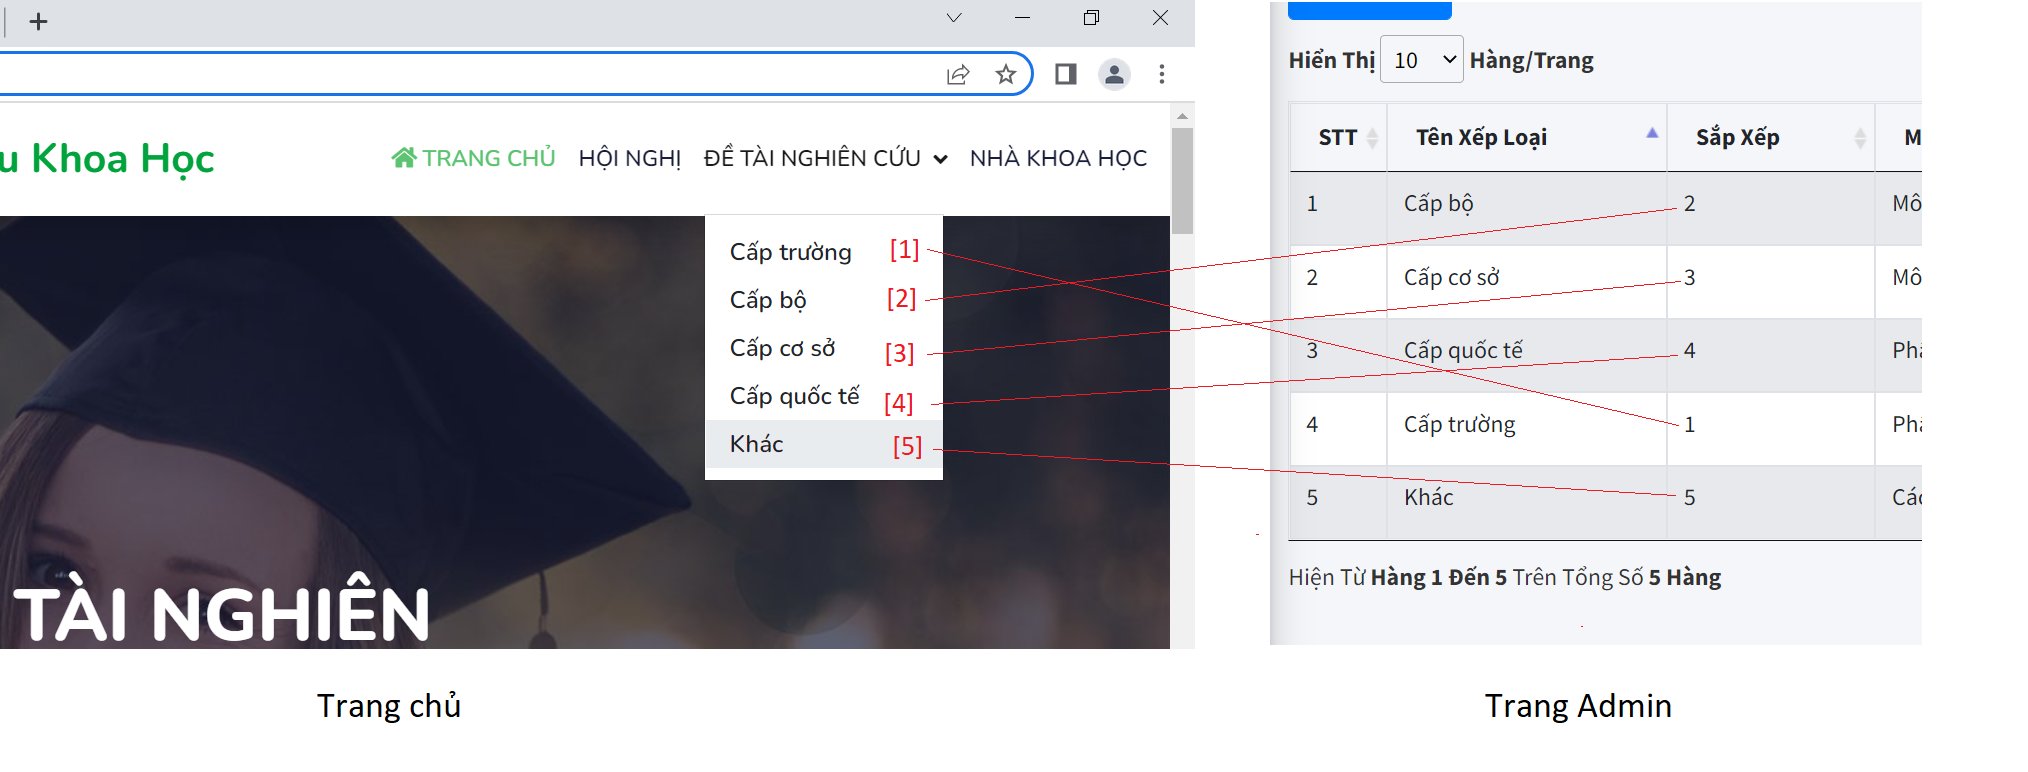 u Khoa Học
TRANG CHỦ HỘI NGHỊ ĐỀ TÀI NGHIÊN CỨU NHÀ KHOA HỌC
Cấp trường [1]
Cấp bộ [2]
Cấp cơ sở [3]
Cấp quốc tế [4]
Khác [5]
TÀI NGHIÊN
Trang chủ
Hiển Thị 10 Hàng/Trang
STT Tên Xếp Loại Sắp Xếp M
1 Cấp bộ 2 Mô
2 Cấp cơ sở 3 Mô
3 Cấp quốc tế 4 Phá
4 Cấp trường 1 Phá
5 Khác 5 Các
Hiện Từ Hàng 1 Đến 5 Trên Tổng Số 5 Hàng
Trang Admin